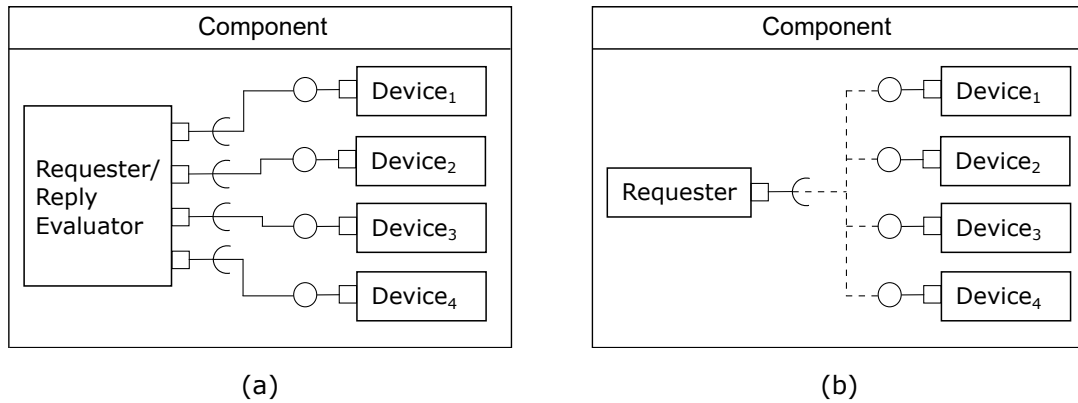 Component
Device₁
Device₂
Requester/
Reply
Evaluator
Device₃
Device₄
(a)
Component
Device₁
Device₂
Requester
Device₃
Device₄
(b)